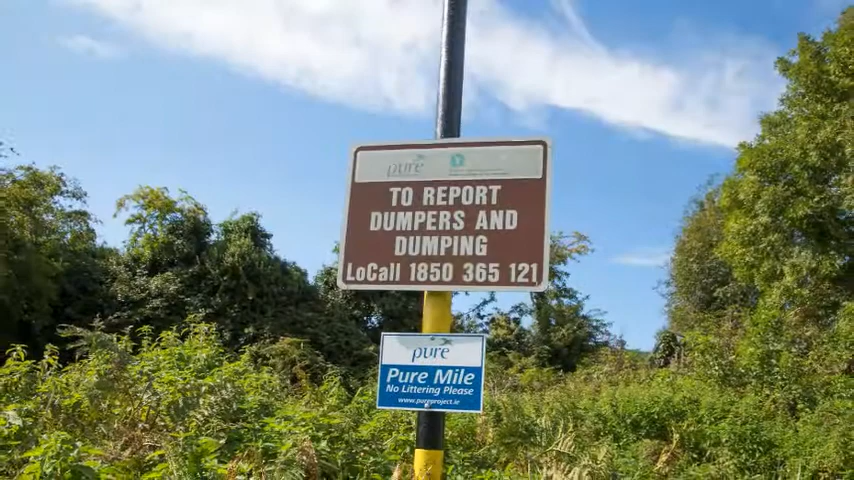 pure
TO REPORT
DUMPERS AND
DUMPING
LoCall 1850 365 121
pure
PURE MILE
No Littering Please
www.pureproject.ie